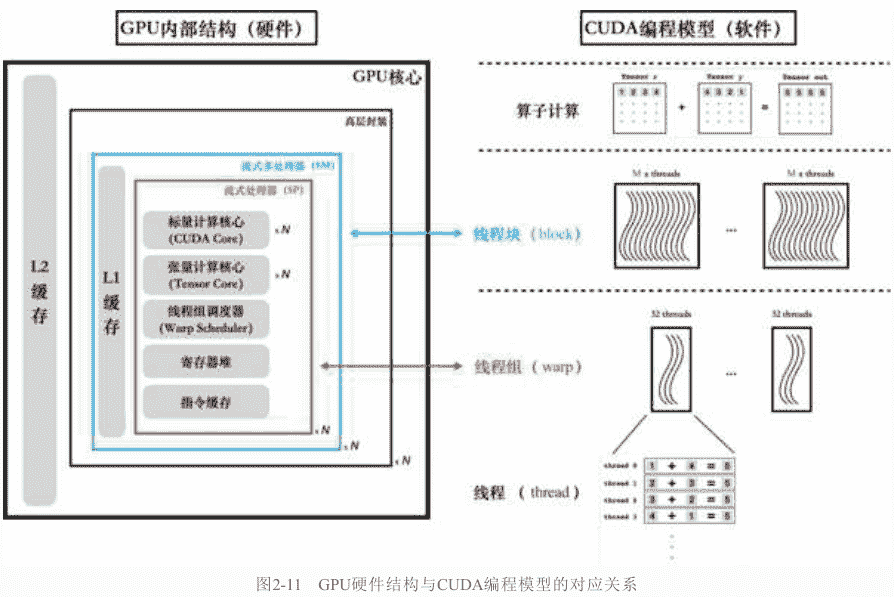 GPU内部结构（硬件）
GPU核心
高层封装
流式多处理器（SM）
流式处理器（SP）
L2
缓存
L1
缓存
标量计算核心
(CUDA Core)
x N
张量计算核心
(Tensor Core)
x N
线程组调度器
(Warp Scheduler)
寄存器堆
指令缓存
x N
x N
x N
CUDA编程模型（软件）
算子计算
Tensor x
Tensor y
Tensor out
1 2 3 4
+
4 3 2 1
=
5 5 5 5
线程块（block）
M x threads
...
M x threads
线程组（warp）
32 threads
...
32 threads
线程（thread）
thread 0 1 + 4 = 5
thread 1 2 + 3 = 5
thread 2 3 + 2 = 5
thread 3 4 + 1 = 5
图2-11 GPU硬件结构与CUDA编程模型的对应关系